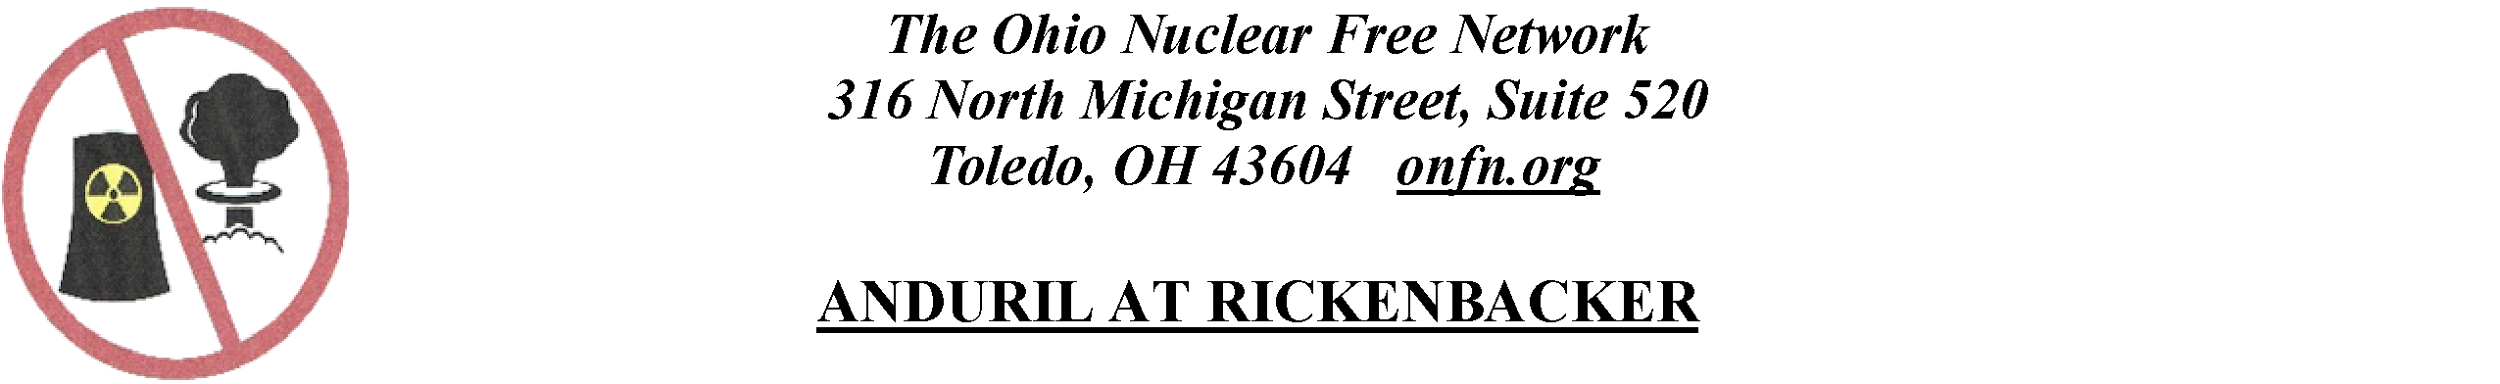 The Ohio Nuclear Free Network
316 North Michigan Street, Suite 520
Toledo, OH 43604 onfn.org
ANDURIL AT RICKENBACKER